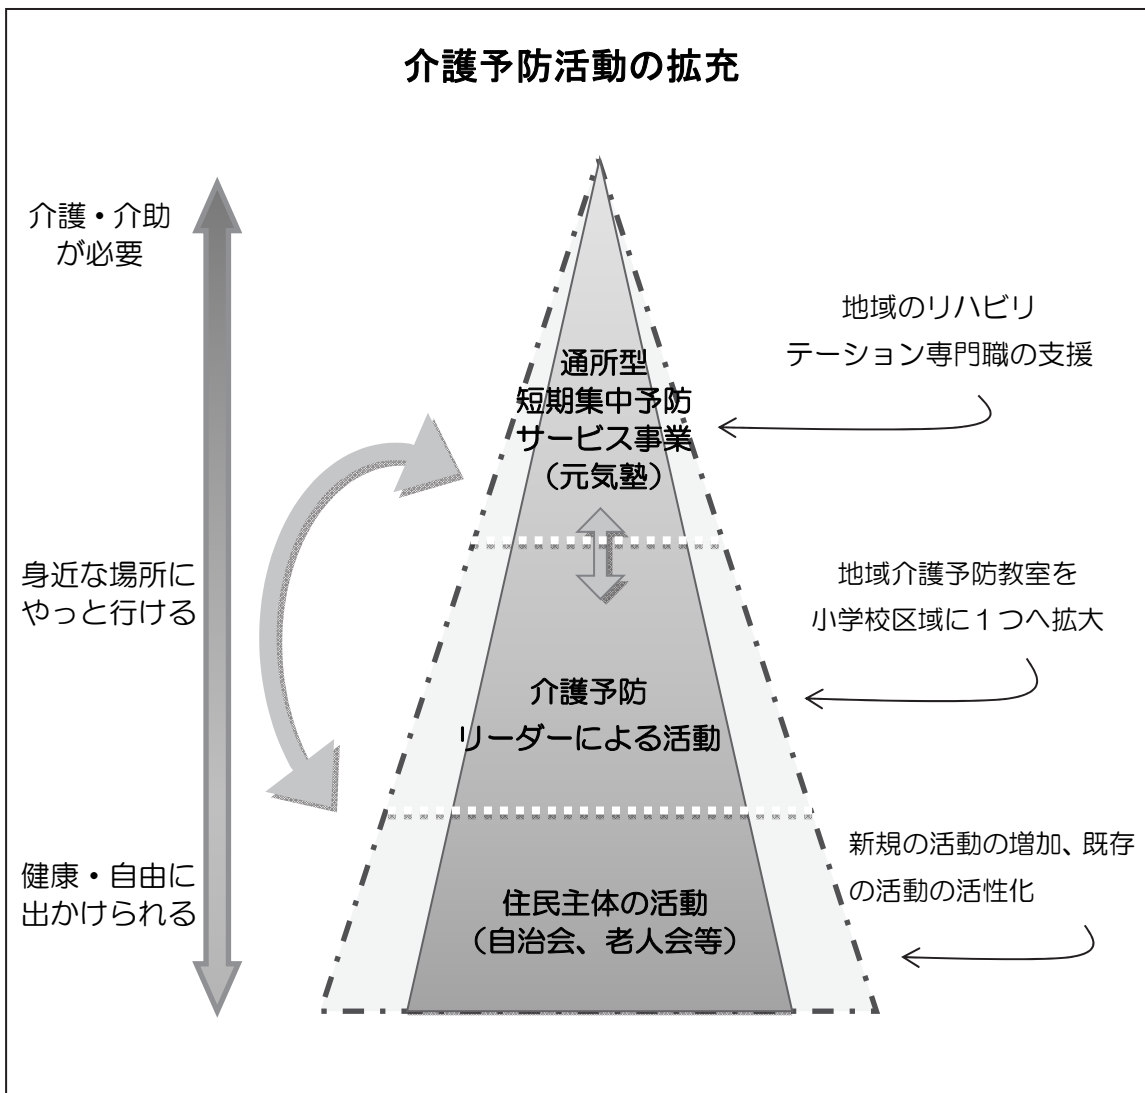 介護予防活動の拡充
介護・介助
が必要
地域のリハビリ
テーション専門職の支援
通所型
短期集中予防
サービス事業
（元気塾）
身近な場所に
やっと行ける
地域介護予防教室を
小学校区域に１つへ拡大
介護予防
リーダーによる活動
新規の活動の増加、既存
の活動の活性化
健康・自由に
出かけられる
住民主体の活動
（自治会、老人会等）